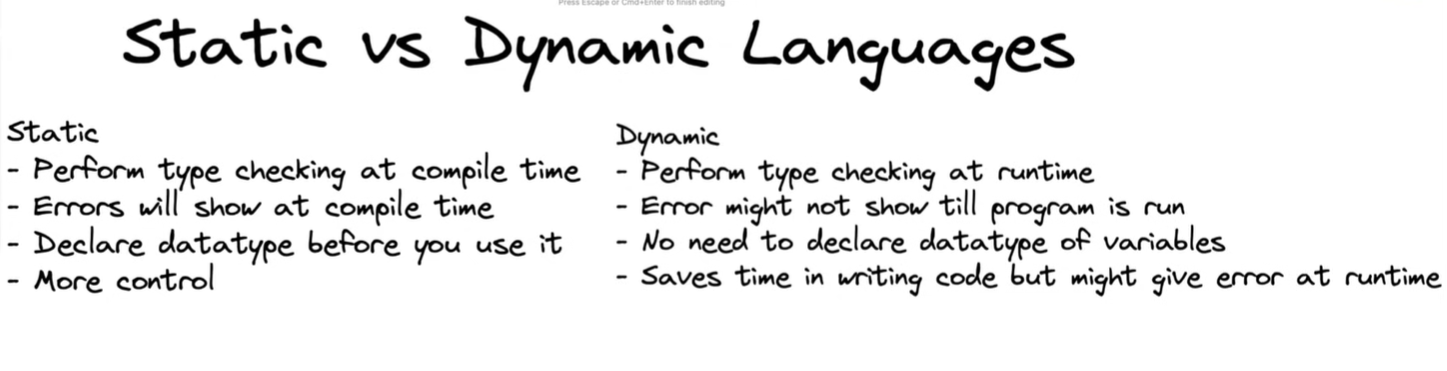 Press Escape or Cmd+Enter to finish editing
Static vs Dynamic Languages
Static
- Perform type checking at compile time
- Errors will show at compile time
- Declare datatype before you use it
- More control
Dynamic
- Perform type checking at runtime
- Error might not show till program is run
- No need to declare datatype of variables
- Saves time in writing code but might give error at runtime